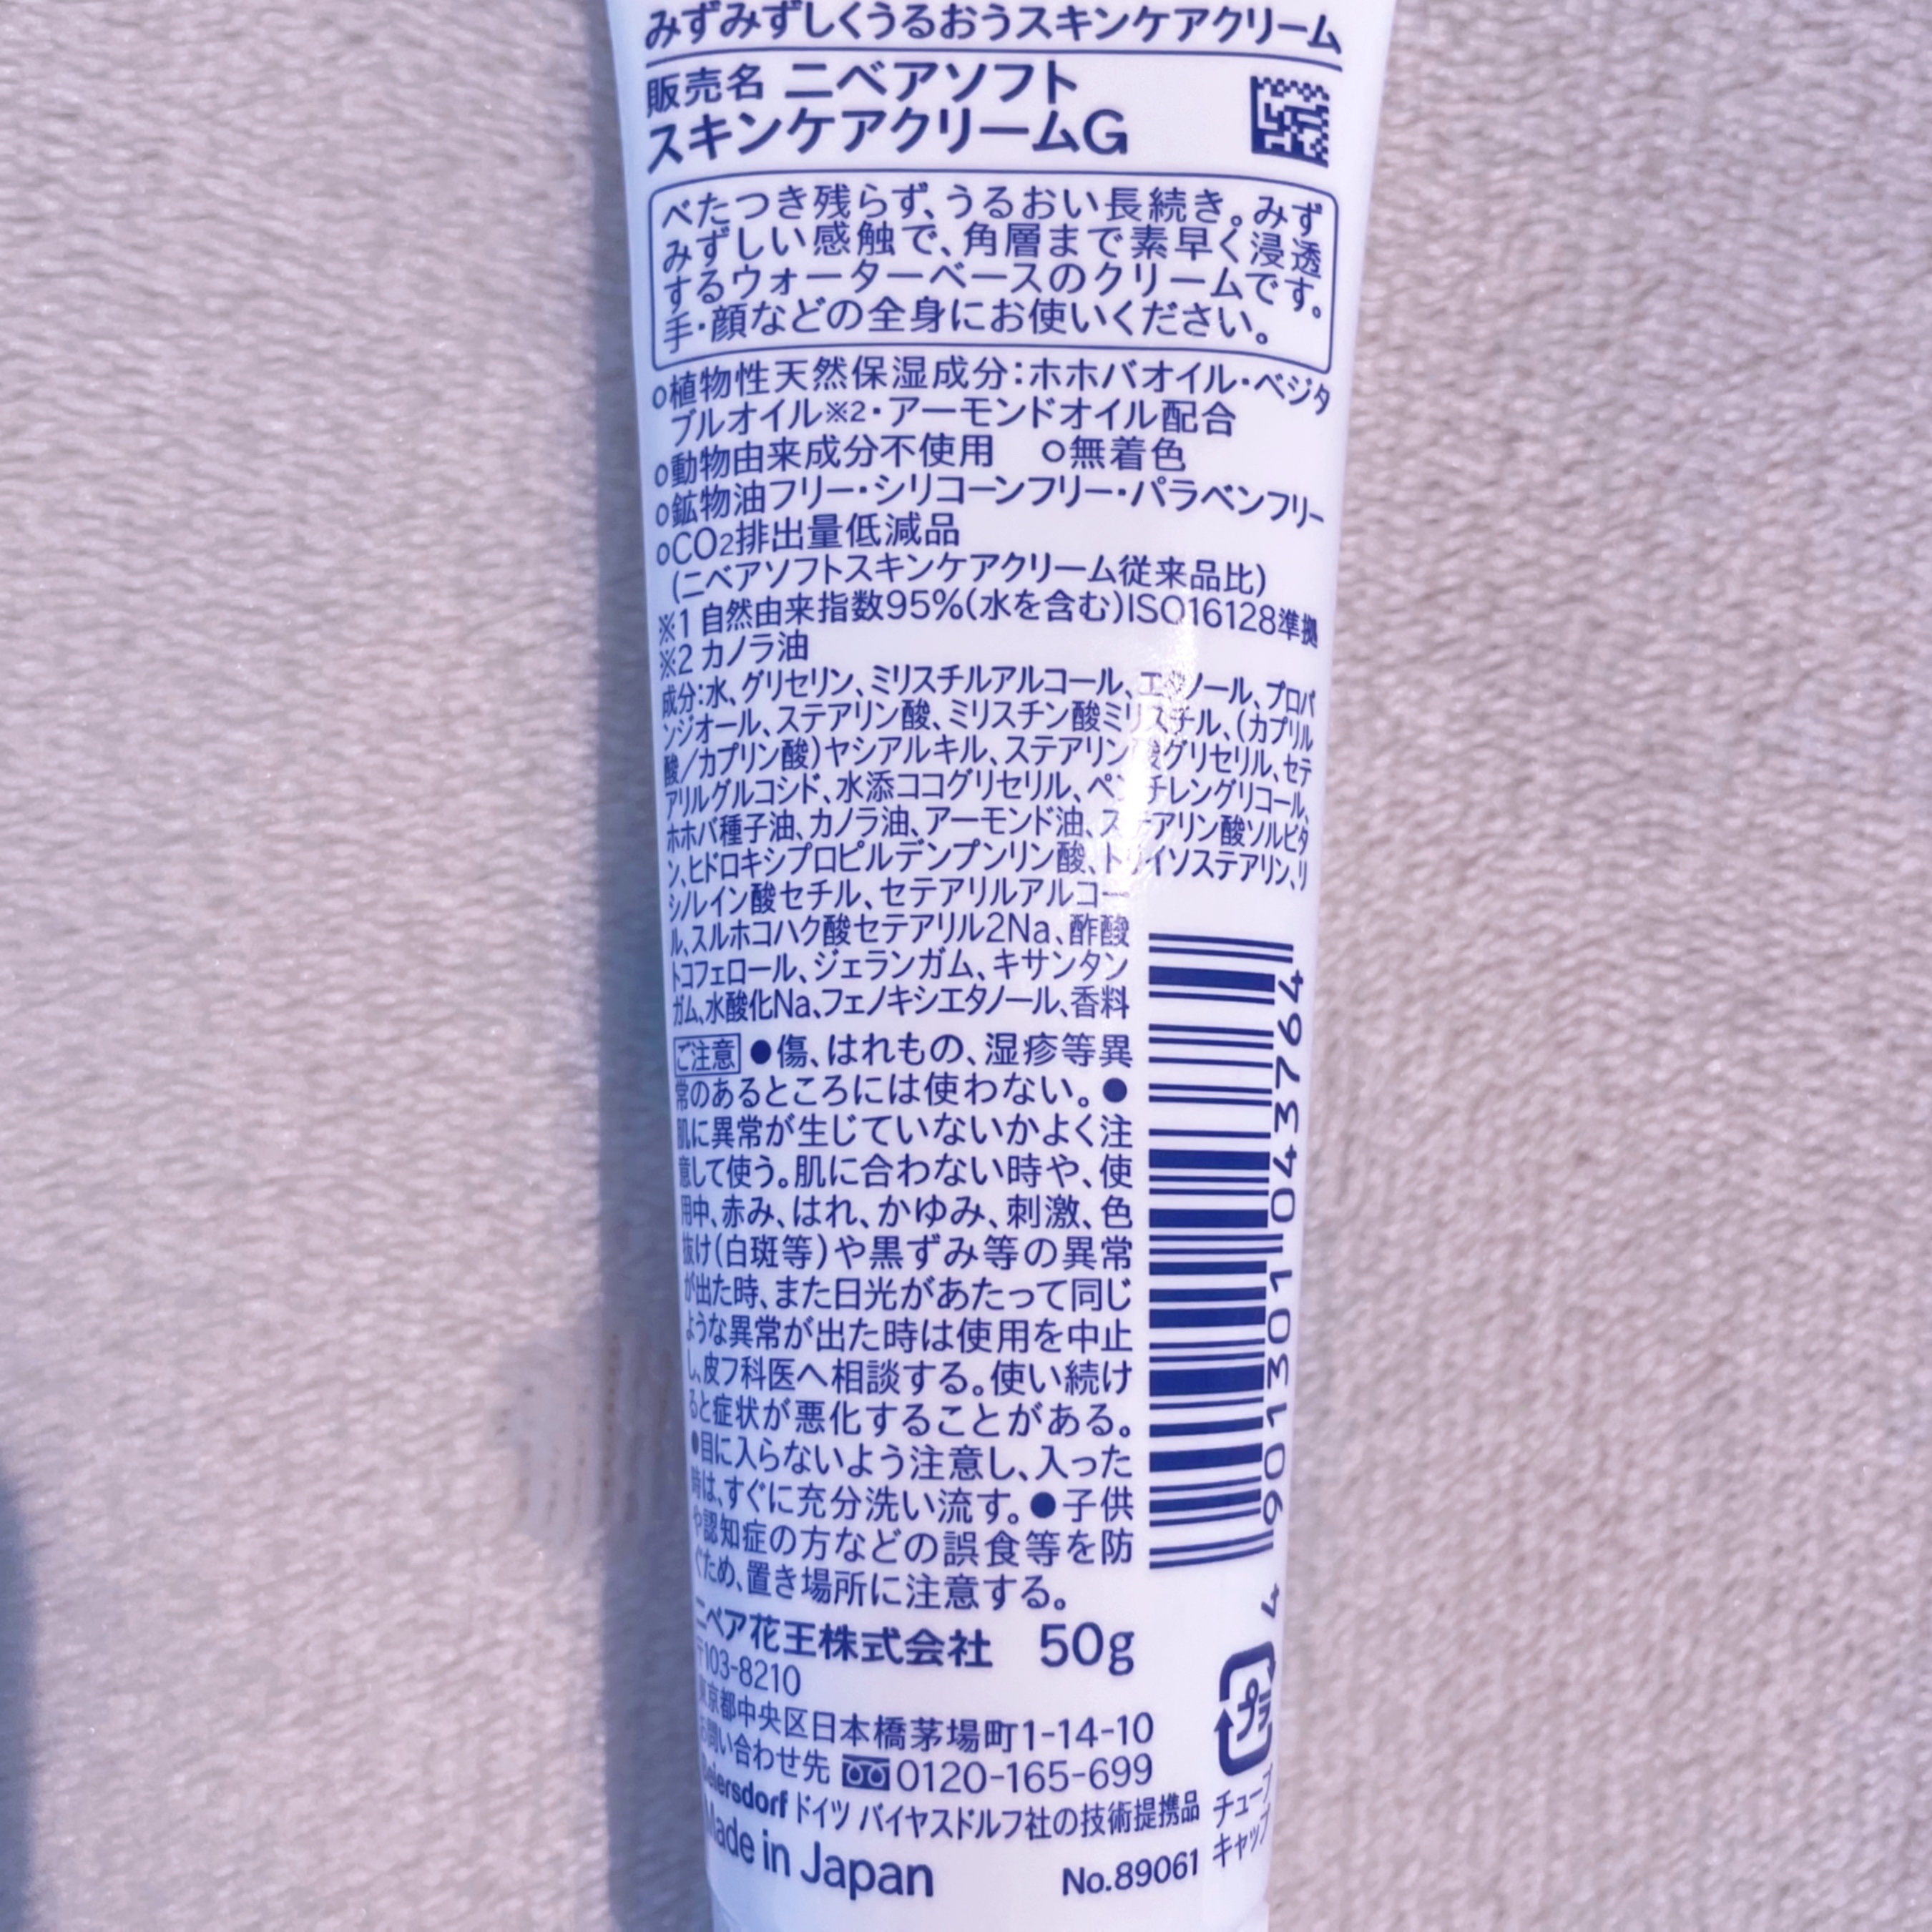 みずみずしくうるおうスキンケアクリーム
販売名 ニベアソフト
スキンケアクリームG
べたつき残らず、うるおい長続き。みず
みずしい感触で、角層まで素早く浸透
するウォーターベースのクリームです。
手・顔などの全身にお使いください。
○植物性天然保湿成分：ホホバオイル・ベジタ
ブルオイル※2・アーモンドオイル配合
○動物由来成分不使用　○無着色
○鉱物油フリー・シリコーンフリー・パラベンフリー
○CO2排出量低減品
(ニベアソフトスキンケアクリーム従来品比)
※1 自然由来指数95%(水を含む)ISO16128準拠
※2 カノラ油
成分：水、グリセリン、ミリスチルアルコール、エタノール、プロパ
ンジオール、ステアリン酸、ミリスチン酸ミリスチル、(カプリル
酸／カプリン酸)ヤシアルキル、ステアリン酸グリセリル、セテ
アリルグルコシド、水添ココグリセリル、ペンチレングリコール、
ホホバ種子油、カノラ油、アーモンド油、ステアリン酸ソルビタ
ン、ヒドロキシプロピルデンプンリン酸、トリイソステアリン、リ
シノレイン酸セチル、セテアリルアルコー
ル、スルホコハク酸セテアリル2Na、酢酸
トコフェロール、ジェランガム、キサンタン
ガム、水酸化Na、フェノキシエタノール、香料
ご注意 ●傷、はれもの、湿疹等異
常のあるところには使わない。●
肌に異常が生じていないかよく注
意して使う。肌に合わない時や、使
用中、赤み、はれ、かゆみ、刺激、色
抜け(白斑等)や黒ずみ等の異常
が出た時、また日光があたって同じ
ような異常が出た時は使用を中止
し、皮フ科医へ相談する。使い続け
ると症状が悪化することがある。
●目に入らないよう注意し、入った
時は、すぐに充分洗い流す。●子供
や認知症の方などの誤食等を防
ぐため、置き場所に注意する。
ニベア花王株式会社　50g
〒103-8210
東京都中央区日本橋茅場町1-14-10
お問い合わせ先 0120-165-699
Beiersdorf ドイツ バイヤスドルフ社の技術提携品
Made in Japan　No.89061
4 901301 043764
プラ
チューブ
キャップ